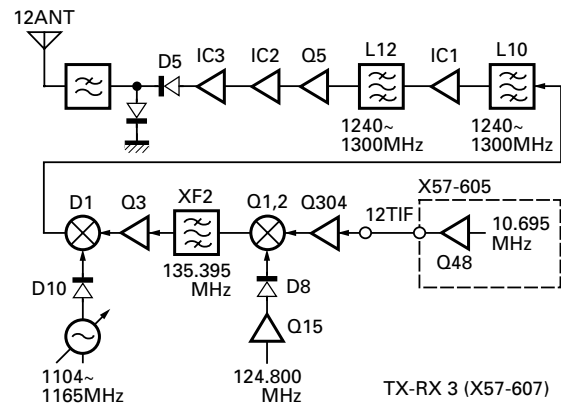 12ANT
D5
IC3
IC2
Q5
L12
IC1
L10
1240~
1300MHz
1240~
1300MHz
D1
Q3
XF2
Q1,2
Q304
12TIF
X57-605
10.695
MHz
Q48
135.395
MHz
D10
D8
Q15
1104~
1165MHz
124.800
MHz
TX-RX 3 (X57-607)